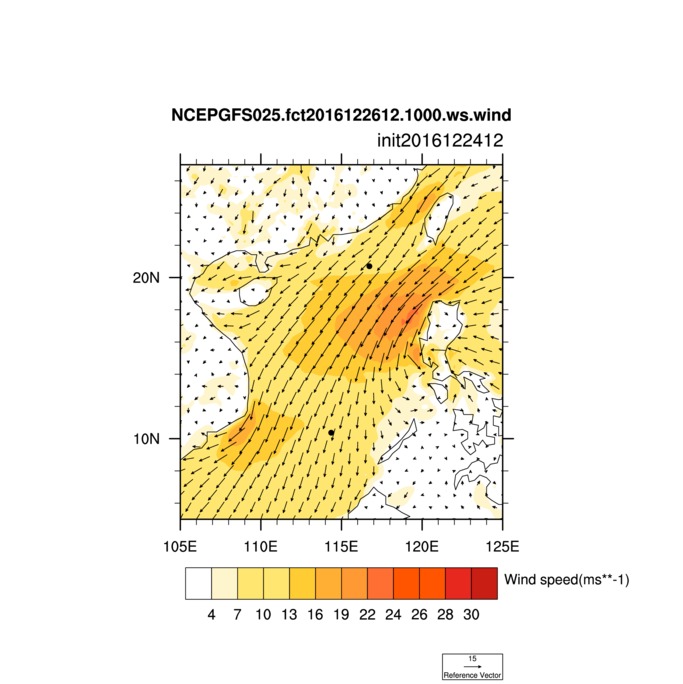 NCEPGFS025.fct2016122612.1000.ws.wind
init2016122412
20N
10N
105E 110E 115E 120E 125E
Wind speed(ms**-1)
4 7 10 13 16 19 22 24 26 28 30
15
Reference Vector